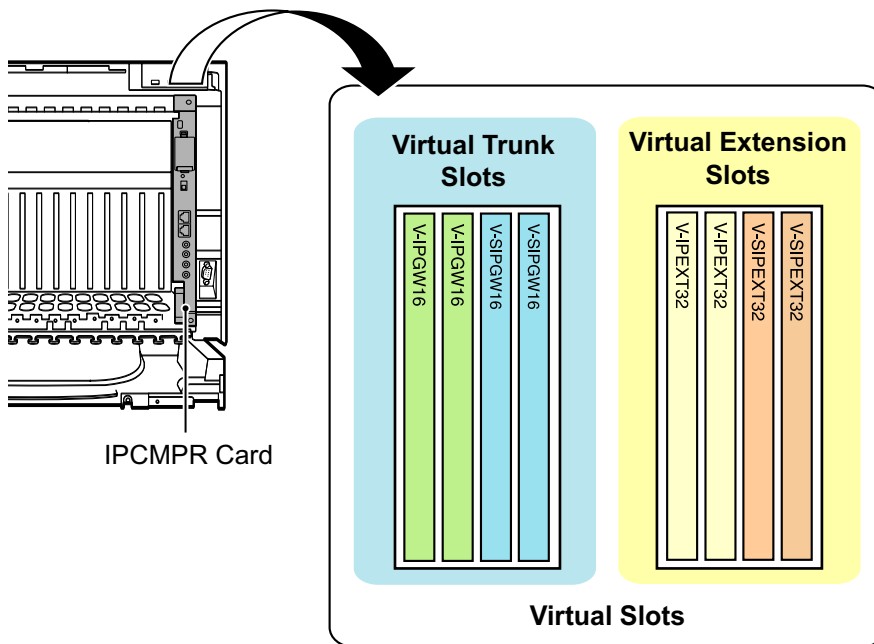 Virtual Trunk
Slots
Virtual Extension
Slots
V-IPGW16
V-IPGW16
V-SIPGW16
V-SIPGW16
V-IPEXT32
V-IPEXT32
V-SIPEXT32
V-SIPEXT32
IPCMPR Card
Virtual Slots